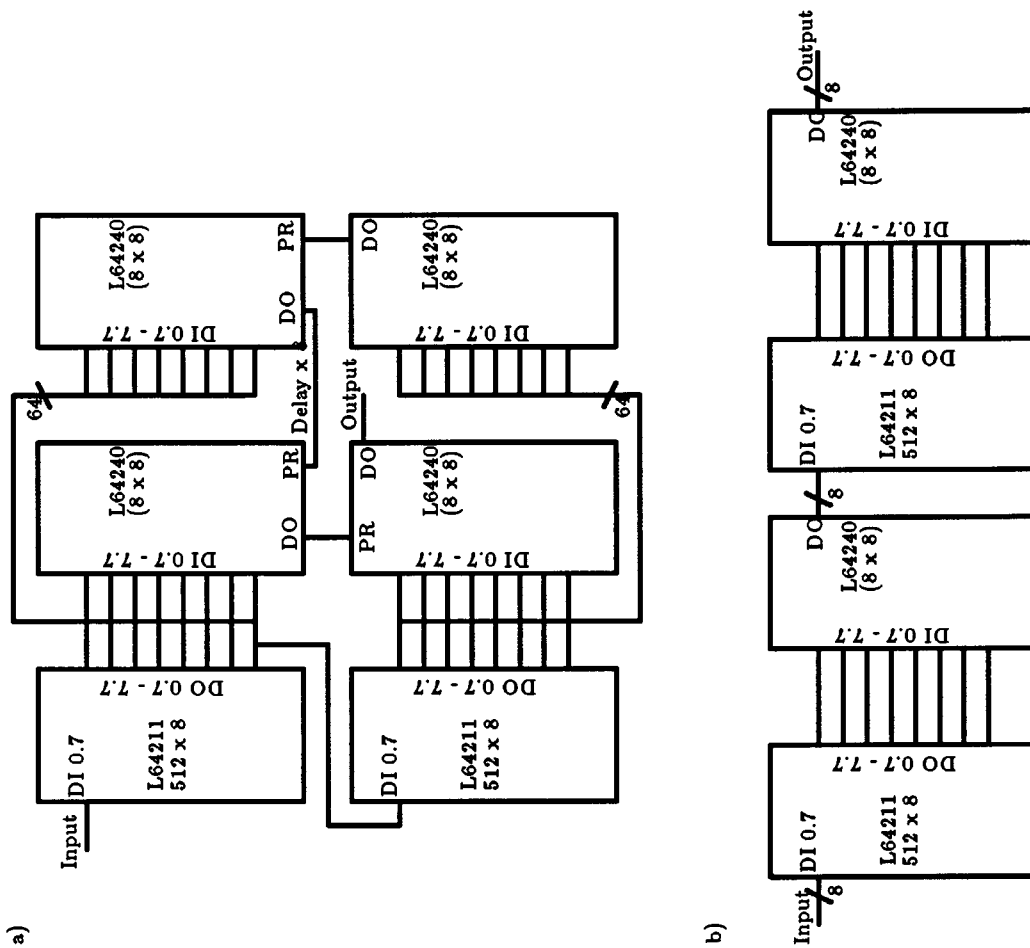 a)
Input
DI 0.7
L64211
512 x 8
DO 0.7 - 7.7
DI 0.7 - 7.7
L64240
(8 x 8)
DO
PR
64
Delay x 8
DI 0.7 - 7.7
L64240
(8 x 8)
DO
PR
DI 0.7
L64211
512 x 8
DO 0.7 - 7.7
PR
DO
Output
L64240
(8 x 8)
DI 0.7 - 7.7
64
DO
L64240
(8 x 8)
DI 0.7 - 7.7
b)
Input
8
DI 0.7
L64211
512 x 8
DO 0.7 - 7.7
DI 0.7 - 7.7
DO
L64240
(8 x 8)
8
DI 0.7
L64211
512 x 8
DO 0.7 - 7.7
DI 0.7 - 7.7
DO
L64240
(8 x 8)
Output
8